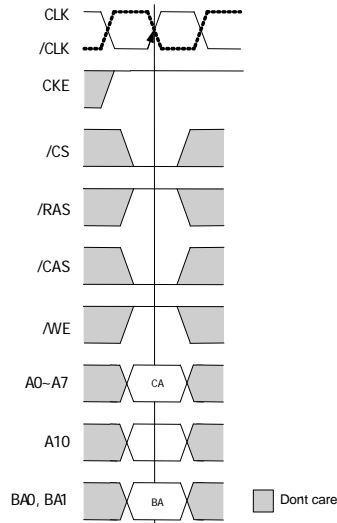 CLK
/CLK
CKE
/CS
/RAS
/CAS
/WE
A0~A7
CA
A10
BA0, BA1
BA
Dont care